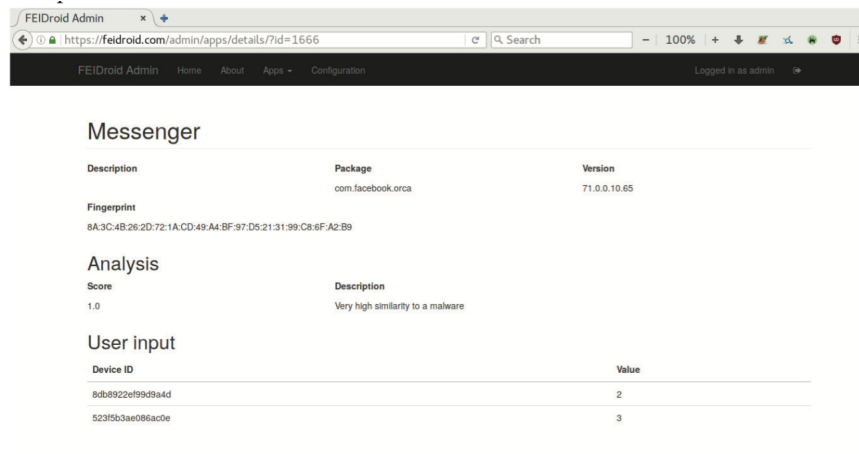 FEIDroid Admin
https://feidroid.com/admin/apps/details/?id=1666
Search
100%
FEIDroid Admin Home About Apps Configuration Logged in as admin
Messenger
Description Package Version
com.facebook.orca 71.0.0.10.65
Fingerprint
8A:3C:4B:26:2D:72:1A:CD:49:A4:BF:97:D5:21:31:99:C8:6F:A2:B9
Analysis
Score Description
1.0 Very high similarity to a malware
User input
Device ID Value
8db8922ef99d9a4d 2
523f5b3ae086ac0e 3